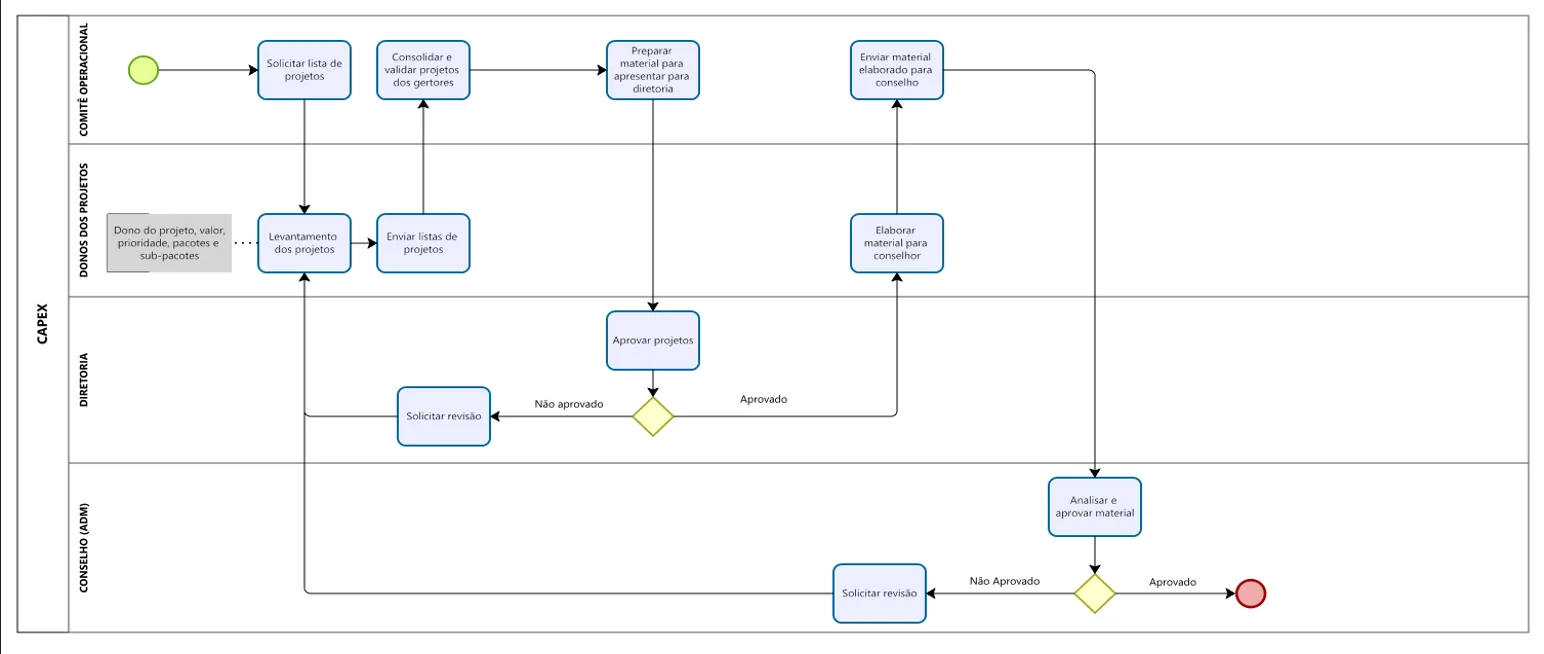 CAPEX
COMITÊ OPERACIONAL
Solicitar lista de
projetos
Consolidar e
validar projetos
dos gertores
Preparar
material para
apresentar para
diretoria
Enviar material
elaborado para
conselho
DONOS DOS PROJETOS
Dono do projeto, valor,
prioridade, pacotes e
sub-pacotes
Levantamento
dos projetos
Enviar listas de
projetos
Elaborar
material para
conselhor
DIRETORIA
Aprovar projetos
Solicitar revisão
Não aprovado
Aprovado
CONSELHO (ADM)
Analisar e
aprovar material
Solicitar revisão
Não Aprovado
Aprovado